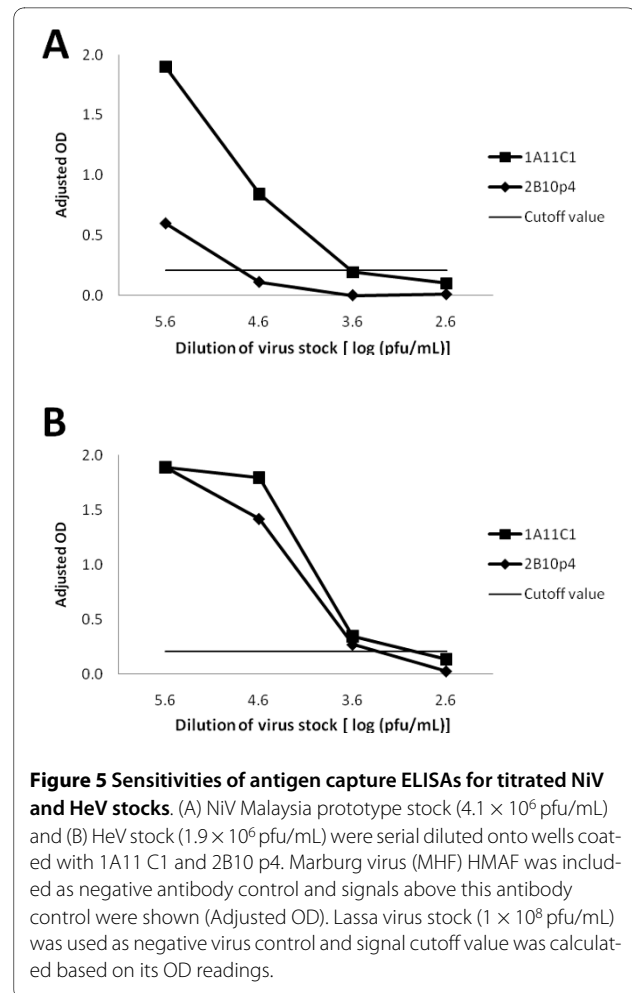 A
2.0
1.5
1.0
0.5
0.0
Adjusted OD
5.6 4.6 3.6 2.6
Dilution of virus stock [ log (pfu/mL)]
1A11C1
2B10p4
Cutoff value
B
2.0
1.5
1.0
0.5
0.0
Adjusted OD
5.6 4.6 3.6 2.6
Dilution of virus stock [ log (pfu/mL)]
1A11C1
2B10p4
Cutoff value
Figure 5 Sensitivities of antigen capture ELISAs for titrated NiV
and HeV stocks. (A) NiV Malaysia prototype stock (4.1 × 10⁶ pfu/mL)
and (B) HeV stock (1.9 × 10⁶ pfu/mL) were serial diluted onto wells coat-
ed with 1A11 C1 and 2B10 p4. Marburg virus (MHF) HMAF was includ-
ed as negative antibody control and signals above this antibody
control were shown (Adjusted OD). Lassa virus stock (1 × 10⁸ pfu/mL)
was used as negative virus control and signal cutoff value was calculat-
ed based on its OD readings.